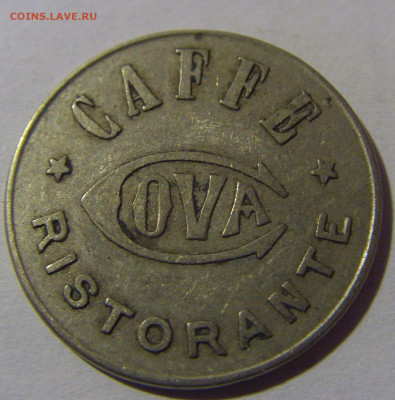 COINS.LAVE.RU
CAFFE
COVA
RISTORANTE